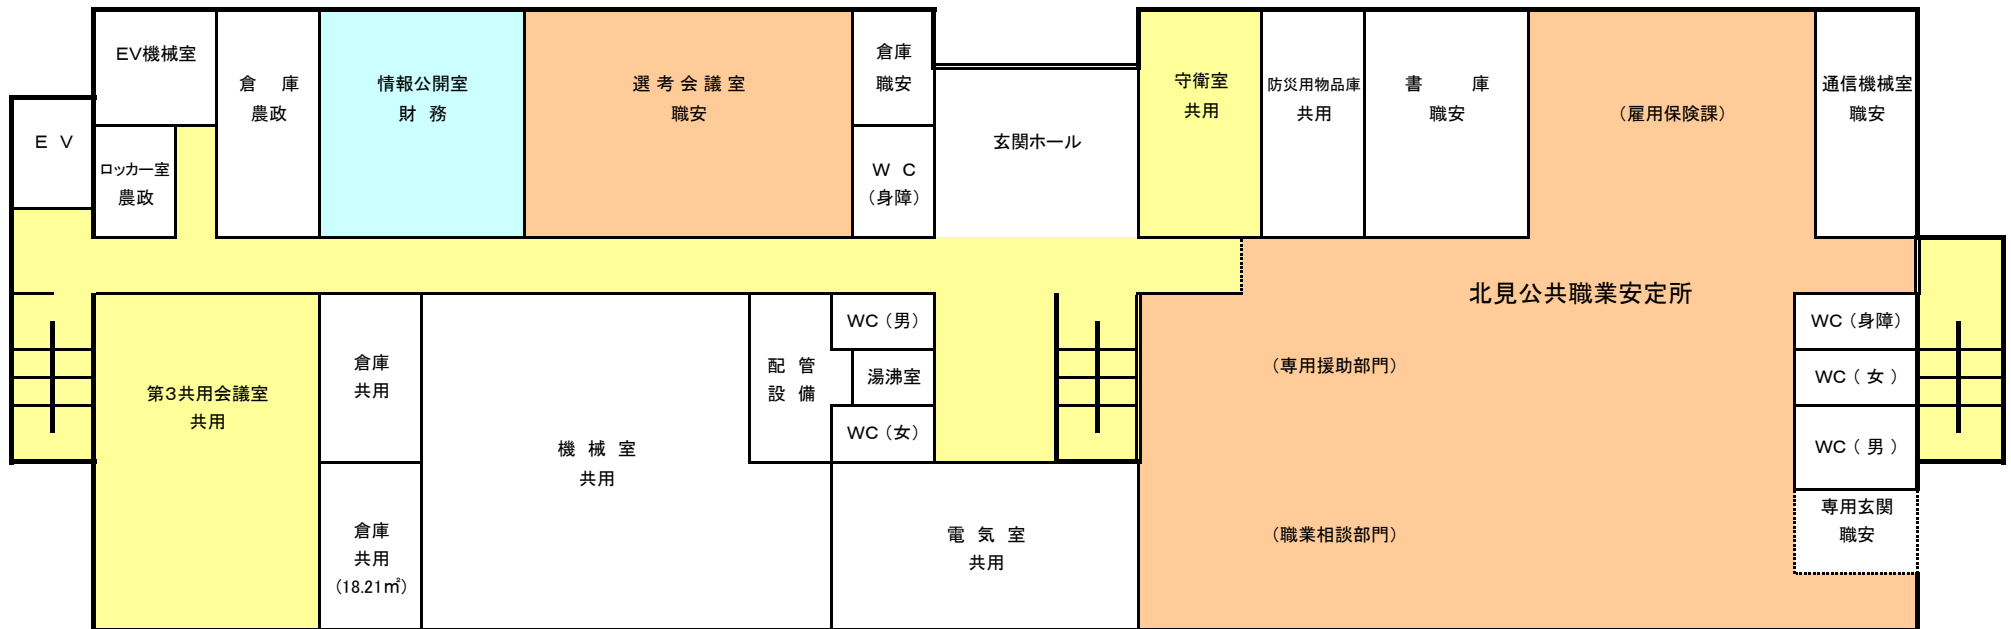 ＥＶ機械室
倉　庫
農政
情報公開室
財 務
選 考 会 議 室
職安
倉庫
職安
守衛室
共用
防災用物品庫
共用
書　　庫
職安
（雇用保険課）
通信機械室
職安
Ｅ Ｖ
ロッカー室
農政
Ｗ Ｃ
（身障）
玄関ホール
北見公共職業安定所
第３共用会議室
共用
倉庫
共用
配 管
設 備
ＷＣ（男）
湯沸室
ＷＣ（女）
（専用援助部門）
ＷＣ（身障）
ＷＣ（ 女 ）
ＷＣ（ 男 ）
機 械 室
共用
倉庫
共用
(18.21㎡)
電 気 室
共用
（職業相談部門）
専用玄関
職安